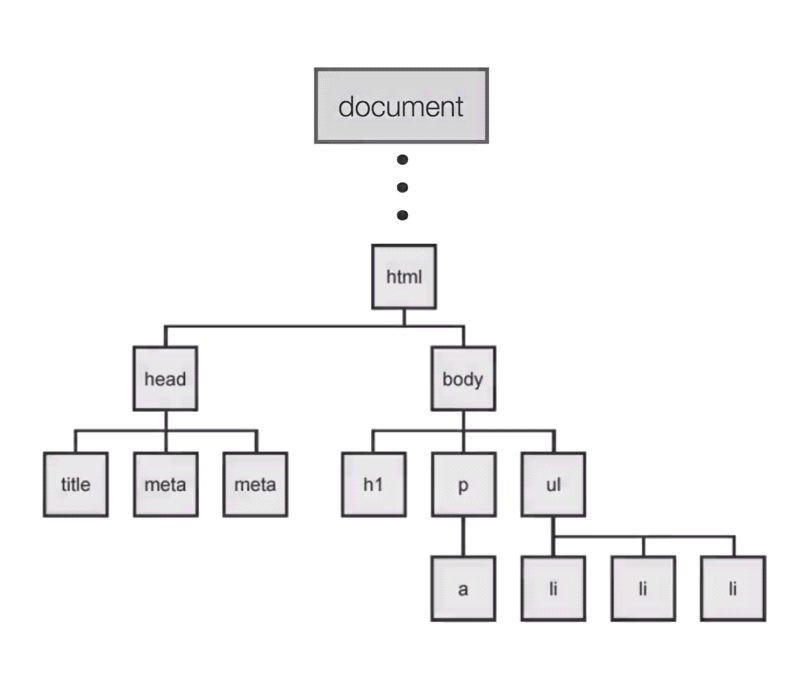 document
html
head
body
title
meta
meta
h1
p
ul
a
li
li
li